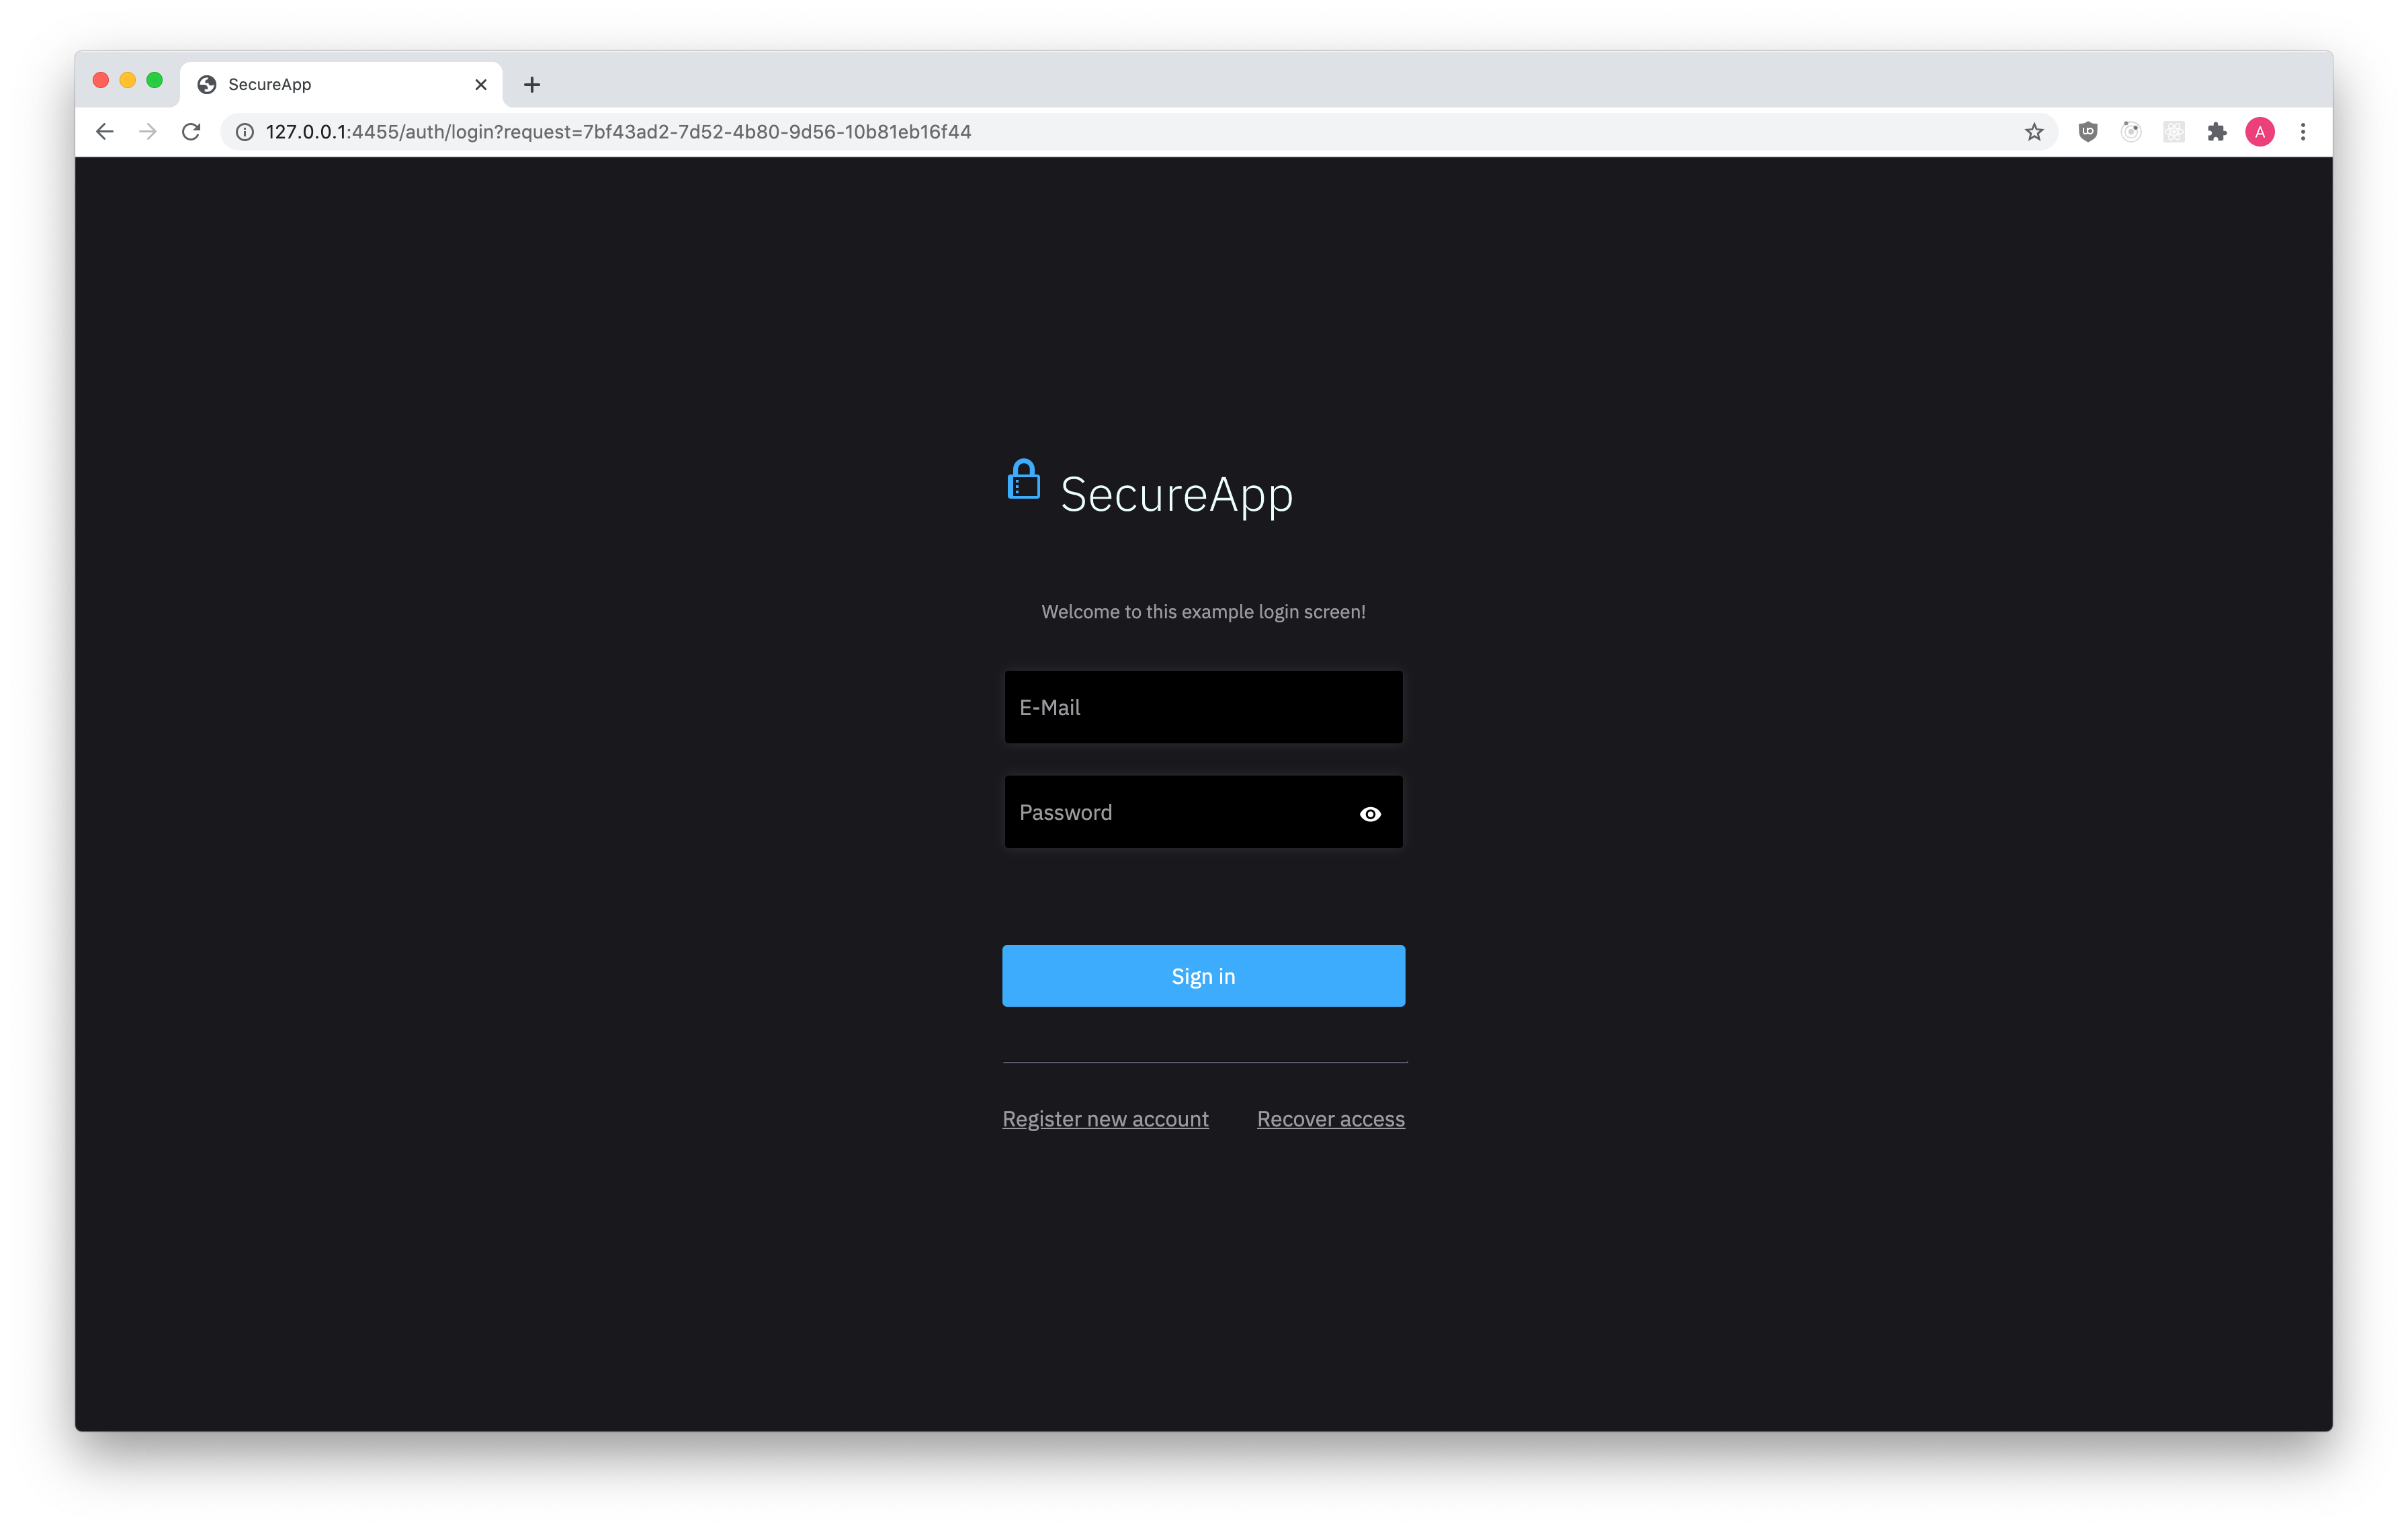 SecureApp
127.0.0.1:4455/auth/login?request=7bf43ad2-7d52-4b80-9d56-10b81eb16f44
A
SecureApp
Welcome to this example login screen!
E-Mail
Password
Sign in
Register new account Recover access